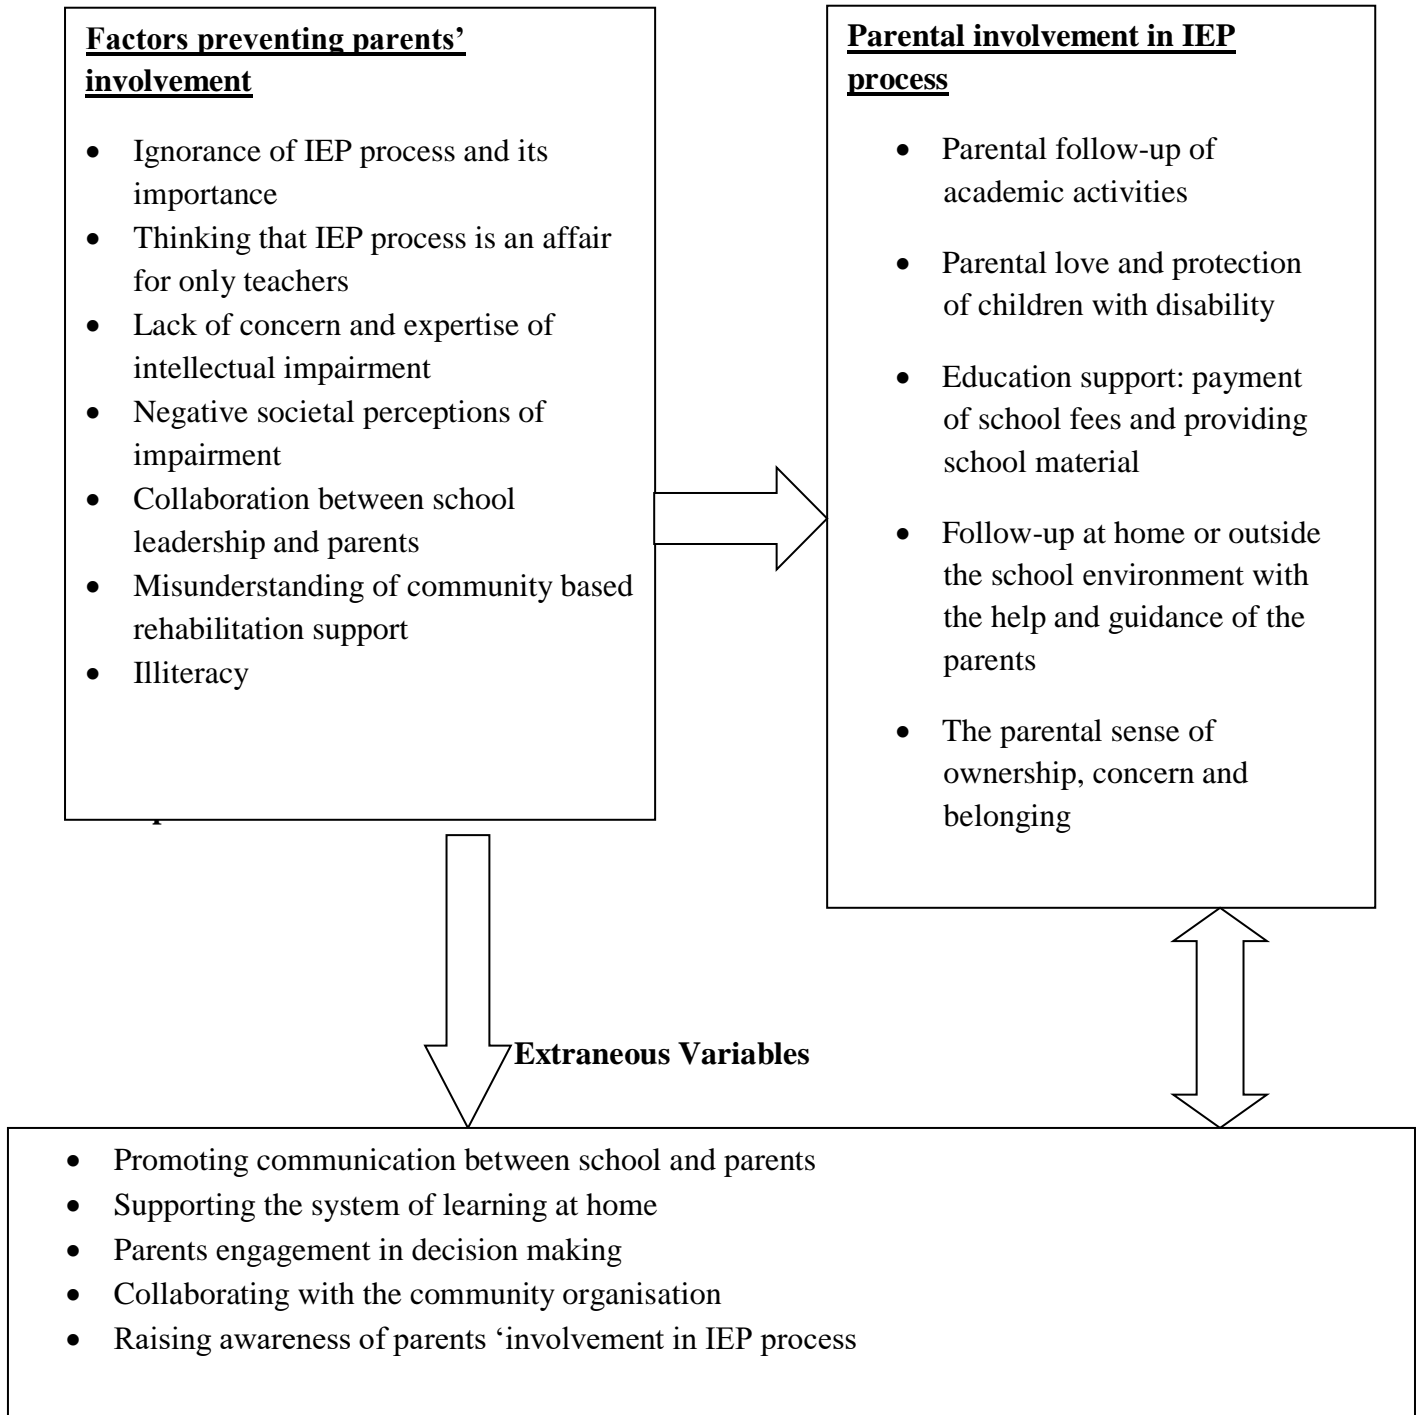 Factors preventing parents’
involvement
• Ignorance of IEP process and its
importance
• Thinking that IEP process is an affair
for only teachers
• Lack of concern and expertise of
intellectual impairment
• Negative societal perceptions of
impairment
• Collaboration between school
leadership and parents
• Misunderstanding of community based
rehabilitation support
• Illiteracy
Parental involvement in IEP
process
• Parental follow-up of
academic activities
• Parental love and protection
of children with disability
• Education support: payment
of school fees and providing
school material
• Follow-up at home or outside
the school environment with
the help and guidance of the
parents
• The parental sense of
ownership, concern and
belonging
Extraneous Variables
• Promoting communication between school and parents
• Supporting the system of learning at home
• Parents engagement in decision making
• Collaborating with the community organisation
• Raising awareness of parents ‘involvement in IEP process